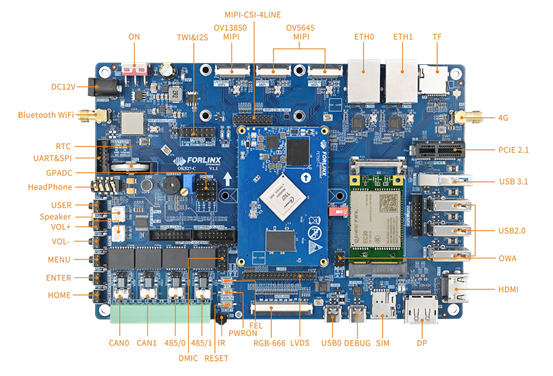 MIPI-CSI-4LINE
ON
TWI&I2S
OV13850
MIPI
OV5645
MIPI
ETH0
ETH1
TF
DC12V
Bluetooth WiFi
4G
RTC
UART&SPI
GPADC
HeadPhone
FORLINX
V1.1
FORLINX
PCIE 2.1
USB 3.1
USER
Speaker
VOL+
VOL-
USB2.0
MENU
OWA
ENTER
HDMI
HOME
CAN0
CAN1
485/0
485/1
IR
DMIC
RESET
PWRON
FEL
RGB-666
LVDS
USB0
DEBUG
SIM
DP